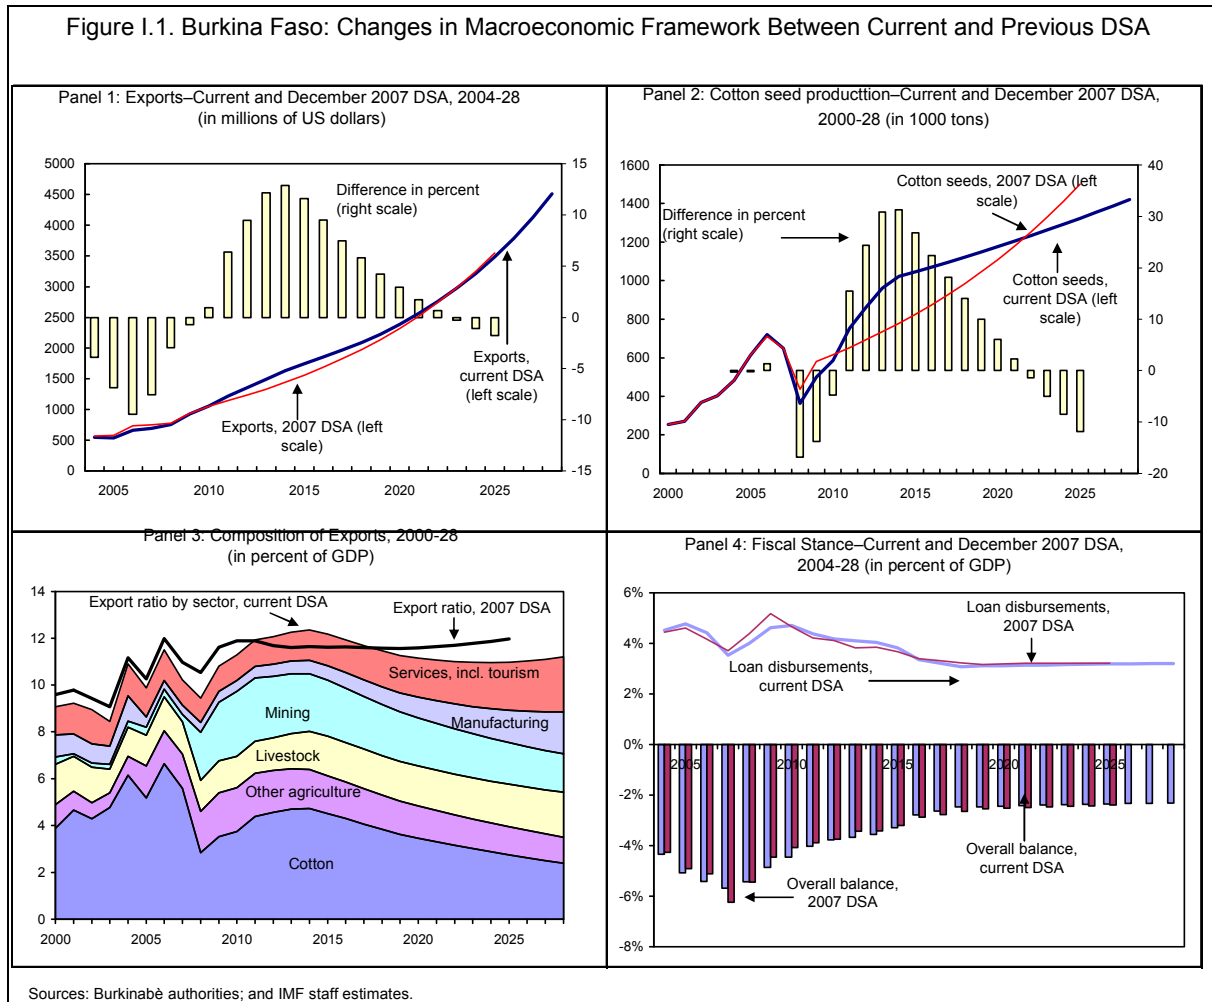 Figure I.1. Burkina Faso: Changes in Macroeconomic Framework Between Current and Previous DSA
Panel 1: Exports–Current and December 2007 DSA, 2004-28
(in millions of US dollars)
5000
4500
4000
3500
3000
2500
2000
1500
1000
500
0
15
10
5
0
-5
-10
-15
2005
2010
2015
2020
2025
Difference in percent
(right scale)
Exports,
current DSA
(left scale)
Exports, 2007 DSA (left
scale)
Panel 2: Cotton seed producttion–Current and December 2007 DSA,
2000-28 (in 1000 tons)
1600
1400
1200
1000
800
600
400
200
0
40
30
20
10
0
-10
-20
2000
2005
2010
2015
2020
2025
Cotton seeds, 2007 DSA (left
scale)
Difference in percent
(right scale)
Cotton seeds,
current DSA (left
scale)
Panel 3: Composition of Exports, 2000-28
(in percent of GDP)
14
12
10
8
6
4
2
0
2000
2005
2010
2015
2020
2025
Export ratio by sector, current DSA
Export ratio, 2007 DSA
Services, incl. tourism
Manufacturing
Mining
Livestock
Other agriculture
Cotton
Panel 4: Fiscal Stance–Current and December 2007 DSA,
2004-28 (in percent of GDP)
6%
4%
2%
0%
-2%
-4%
-6%
-8%
2005
2010
2015
2020
2025
Loan disbursements,
2007 DSA
Loan disbursements,
current DSA
Overall balance,
current DSA
Overall balance,
2007 DSA
Sources: Burkinabè authorities; and IMF staff estimates.